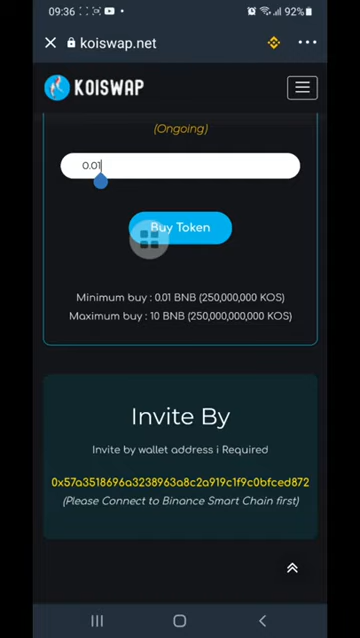 09:36 92%
koiswap.net
KOISWAP
(Ongoing)
0.01
Buy Token
Minimum buy : 0.01 BNB (250,000,000 KOS)
Maximum buy : 10 BNB (250,000,000,000 KOS)
Invite By
Invite by wallet address i Required
0x57a3518696a3238963a8c2a919c1f9c0bfced872
(Please Connect to Binance Smart Chain first)